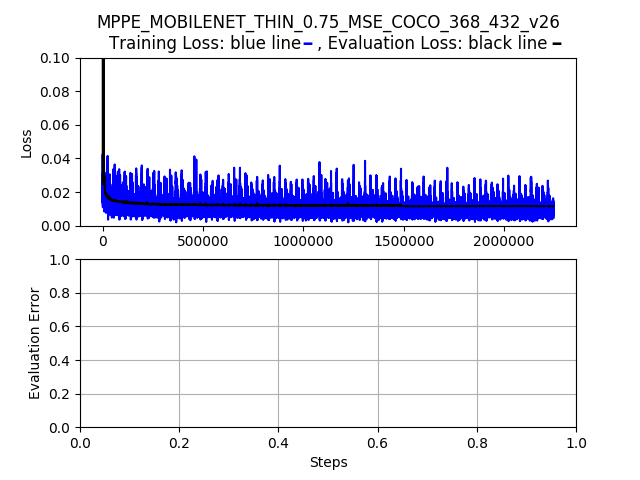 MPPE_MOBILENET_THIN_0.75_MSE_COCO_368_432_v26
Training Loss: blue line , Evaluation Loss: black line
0.10
0.08
0.06
0.04
0.02
0.00
Loss
0 500000 1000000 1500000 2000000
1.0
0.8
0.6
0.4
0.2
0.0
Evaluation Error
0.0 0.2 0.4 0.6 0.8 1.0
Steps